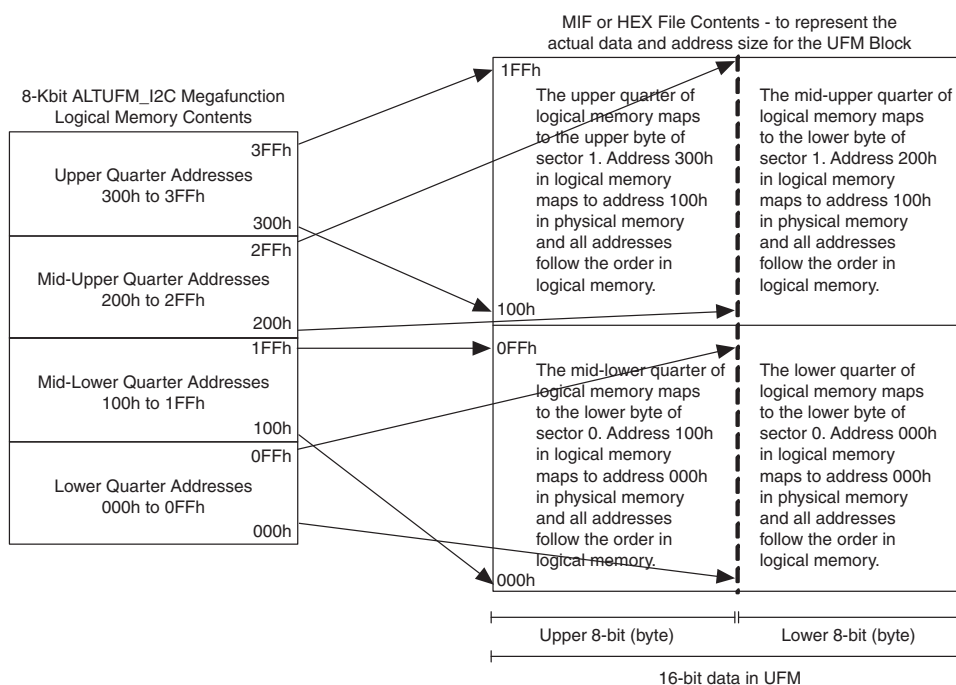 MIF or HEX File Contents - to represent the
actual data and address size for the UFM Block
8-Kbit ALTUFM_I2C Megafunction
Logical Memory Contents
3FFh
Upper Quarter Addresses
300h to 3FFh
300h
2FFh
Mid-Upper Quarter Addresses
200h to 2FFh
200h
1FFh
Mid-Lower Quarter Addresses
100h to 1FFh
100h
0FFh
Lower Quarter Addresses
000h to 0FFh
000h
1FFh
The upper quarter of
logical memory maps
to the upper byte of
sector 1. Address 300h
in logical memory
maps to address 100h
in physical memory
and all addresses
follow the order in
logical memory.
100h
The mid-upper quarter of
logical memory maps
to the lower byte of
sector 1. Address 200h
in logical memory
maps to address 100h
in physical memory
and all addresses
follow the order in
logical memory.
0FFh
The mid-lower quarter of
logical memory maps
to the lower byte of
sector 0. Address 100h
in logical memory
maps to address 000h
in physical memory
and all addresses
follow the order in
logical memory.
000h
The lower quarter of
logical memory maps
to the lower byte of
sector 0. Address 000h
in logical memory
maps to address 000h
in physical memory
and all addresses
follow the order in
logical memory.
Upper 8-bit (byte)
Lower 8-bit (byte)
16-bit data in UFM